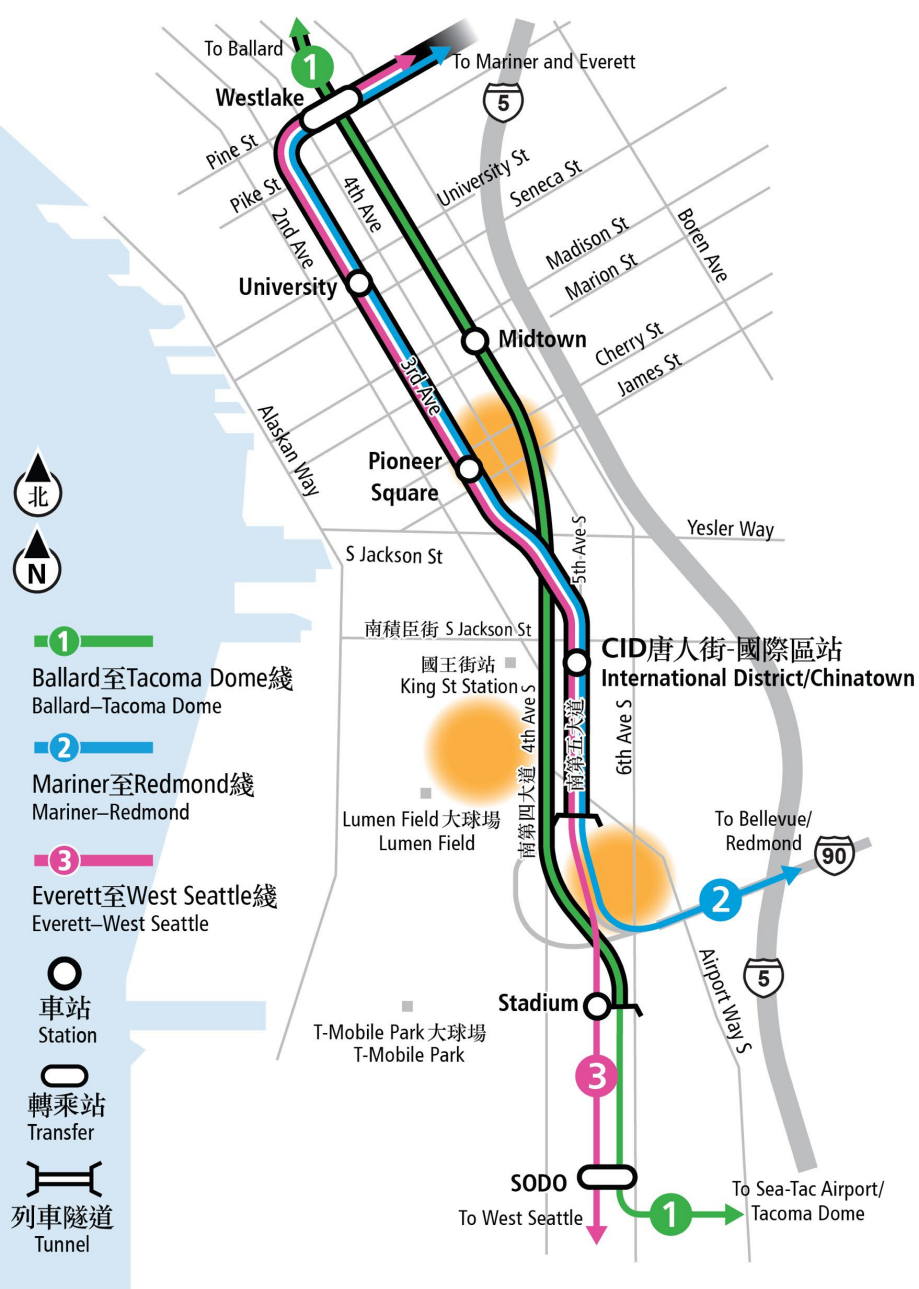 To Ballard
1
To Mariner and Everett
Westlake
5
Pine St
Pike St
University St
Seneca St
4th Ave
2nd Ave
Boren Ave
Madison St
Marion St
University
Midtown
Cherry St
James St
3rd Ave
Alaskan Way
Pioneer
Square
北
N
Yesler Way
S Jackson St
5th Ave S
南積臣街 S Jackson St
CID唐人街-國際區站
International District/Chinatown
國王街站
King St Station
南第四大道 4th Ave S
南第五大道
6th Ave S
Lumen Field大球場
Lumen Field
To Bellevue/
Redmond
90
2
Airport Way S
5
Stadium
T-Mobile Park大球場
T-Mobile Park
3
SODO
To West Seattle
1
To Sea-Tac Airport/
Tacoma Dome
1
Ballard至Tacoma Dome綫
Ballard–Tacoma Dome
2
Mariner至Redmond綫
Mariner–Redmond
3
Everett至West Seattle綫
Everett–West Seattle
車站
Station
轉乘站
Transfer
列車隧道
Tunnel